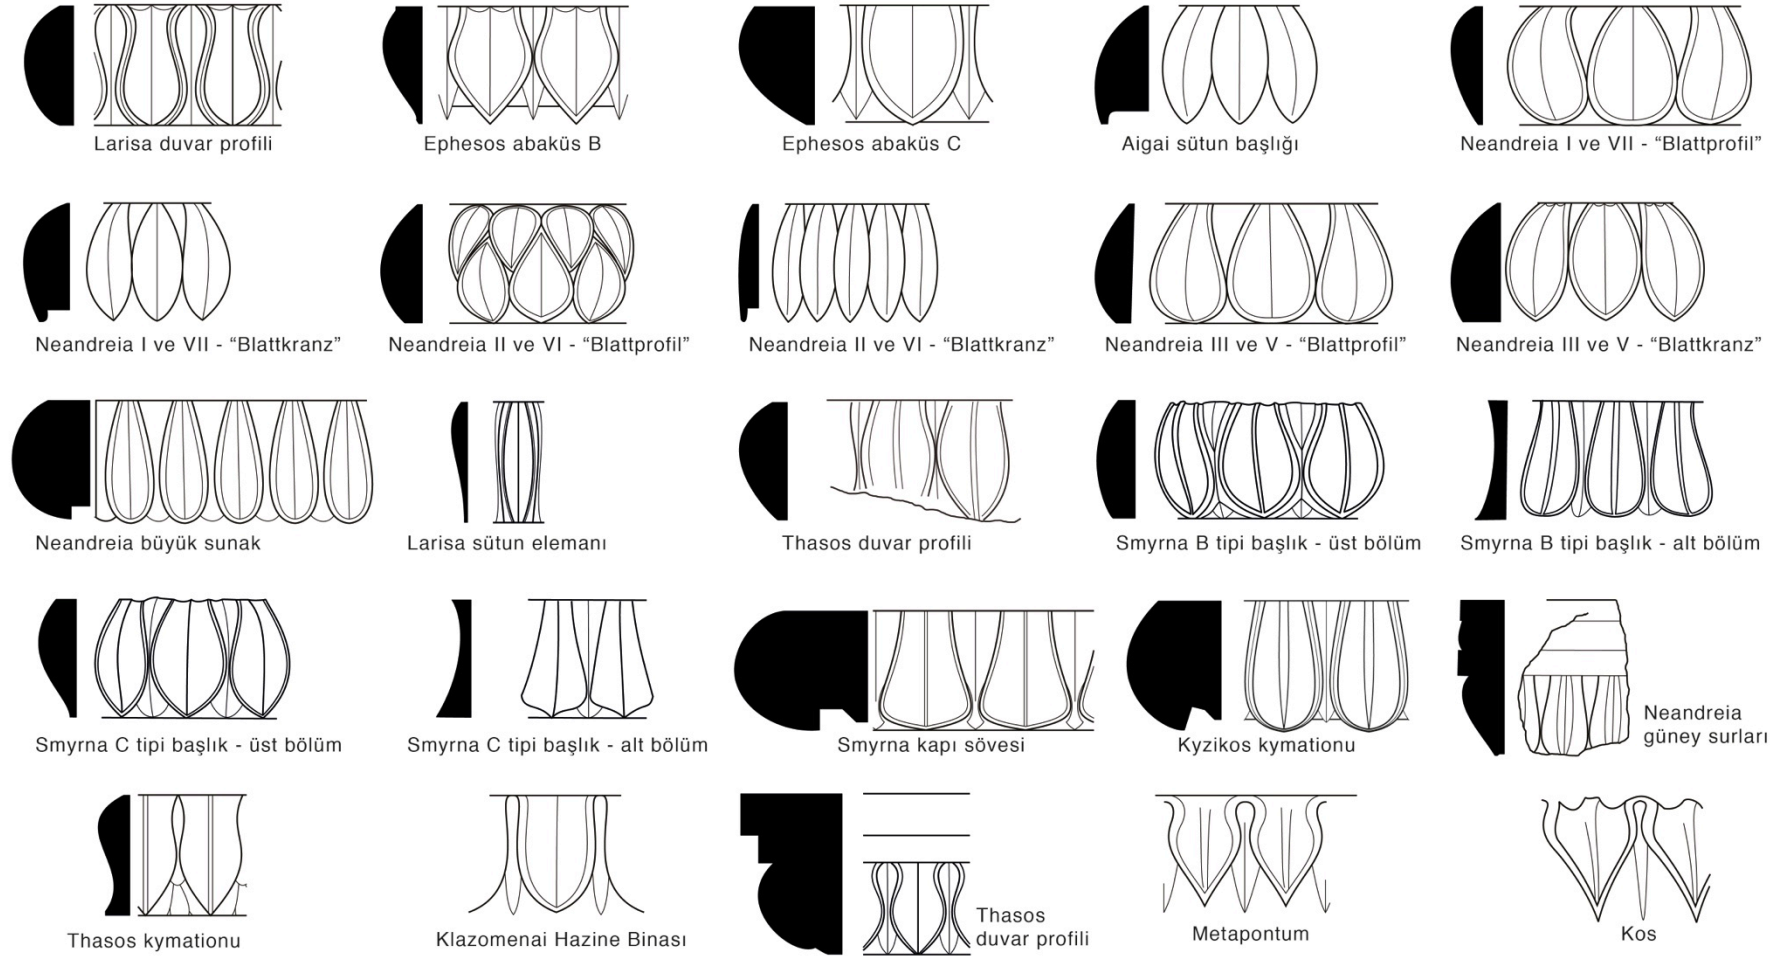 Larisa duvar profili
Ephesos abaküs B
Ephesos abaküs C
Aigai sütun başlığı
Neandreia I ve VII - “Blattprofil”
Neandreia I ve VII - “Blattkranz”
Neandreia II ve VI - “Blattprofil”
Neandreia II ve VI - “Blattkranz”
Neandreia III ve V - “Blattprofil”
Neandreia III ve V - “Blattkranz”
Neandreia büyük sunak
Larisa sütun elemanı
Thasos duvar profili
Smyrna B tipi başlık - üst bölüm
Smyrna B tipi başlık - alt bölüm
Smyrna C tipi başlık - üst bölüm
Smyrna C tipi başlık - alt bölüm
Smyrna kapı sövesi
Kyzikos kymationu
Neandreia
güney surları
Thasos kymationu
Klazomenai Hazine Binası
Thasos
duvar profili
Metapontum
Kos